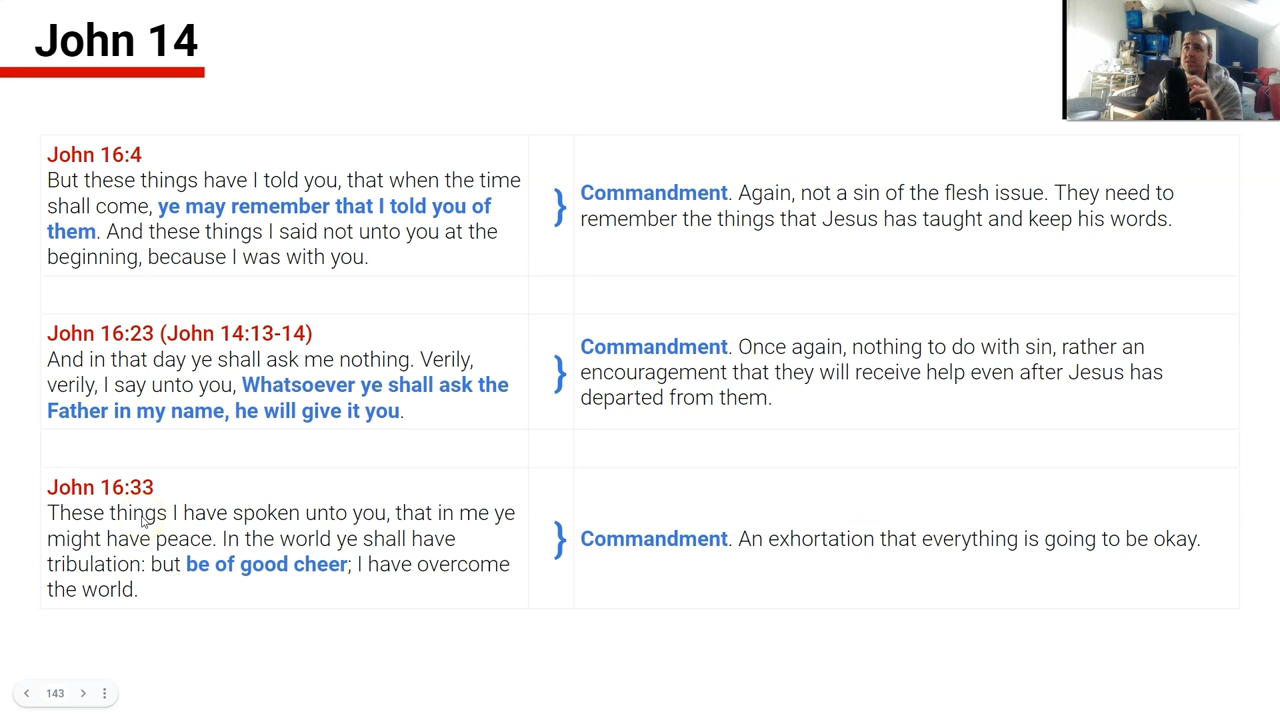 John 14
John 16:4
But these things have I told you, that when the time
shall come, ye may remember that I told you of
them. And these things I said not unto you at the
beginning, because I was with you.
} Commandment. Again, not a sin of the flesh issue. They need to
remember the things that Jesus has taught and keep his words.
John 16:23 (John 14:13-14)
And in that day ye shall ask me nothing. Verily,
verily, I say unto you, Whatsoever ye shall ask the
Father in my name, he will give it you.
} Commandment. Once again, nothing to do with sin, rather an
encouragement that they will receive help even after Jesus has
departed from them.
John 16:33
These things I have spoken unto you, that in me ye
might have peace. In the world ye shall have
tribulation: but be of good cheer; I have overcome
the world.
} Commandment. An exhortation that everything is going to be okay.
143